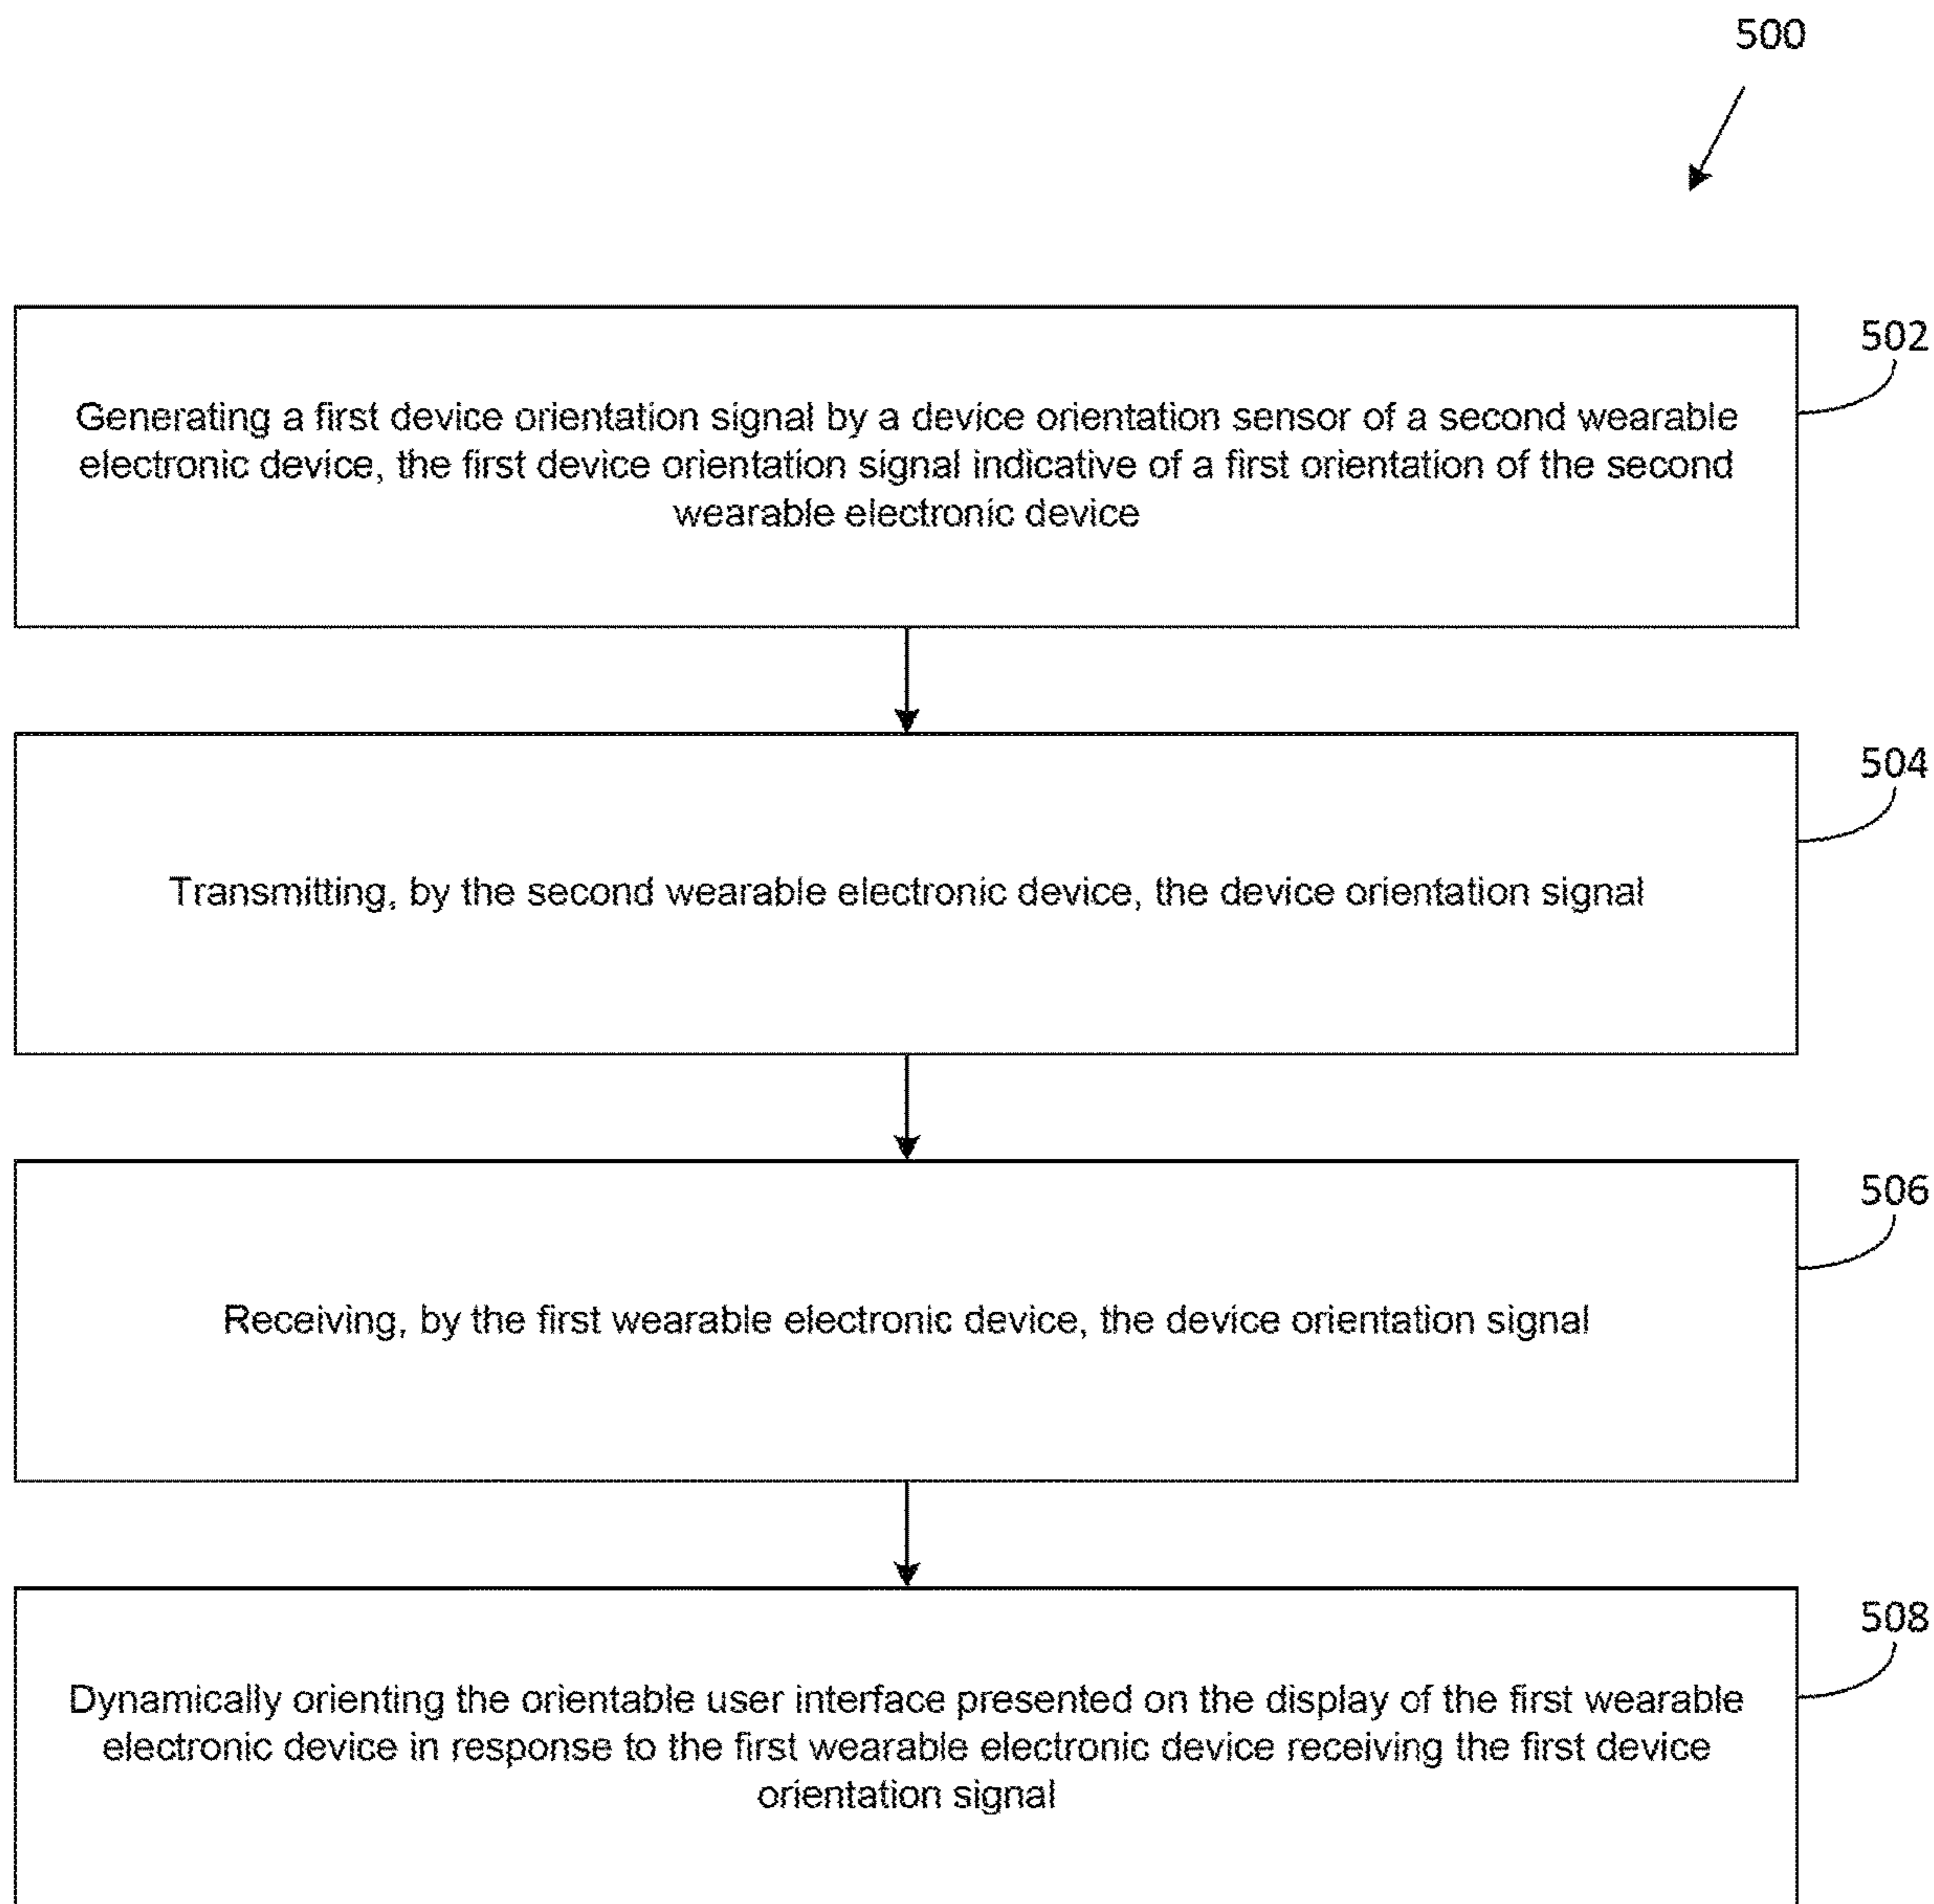 500
502
Generating a first device orientation signal by a device orientation sensor of a second wearable
electronic device, the first device orientation signal indicative of a first orientation of the second
wearable electronic device
504
Transmitting, by the second wearable electronic device, the device orientation signal
506
Receiving, by the first wearable electronic device, the device orientation signal
508
Dynamically orienting the orientable user interface presented on the display of the first wearable
electronic device in response to the first wearable electronic device receiving the first device
orientation signal